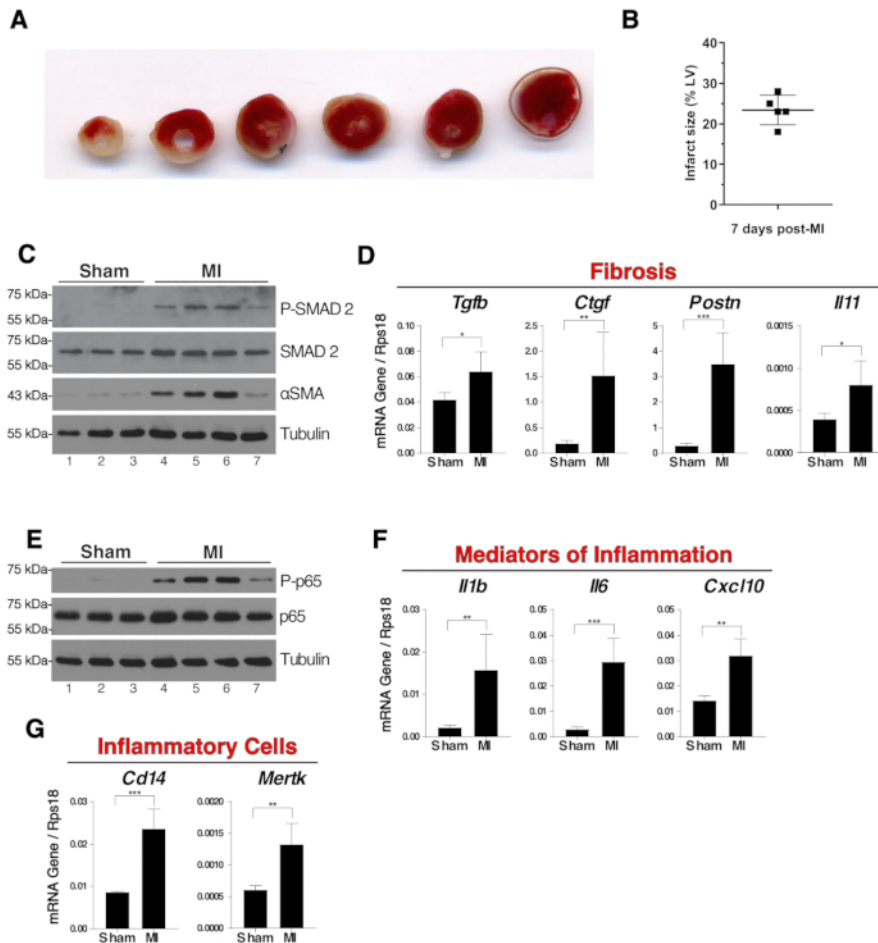 A
B
Infarct size (% LV)
40
30
20
10
0
7 days post-MI
C
Sham MI
75 kDa-
55 kDa-
P-SMAD 2
75 kDa-
55 kDa-
SMAD 2
43 kDa-
αSMA
55 kDa-
Tubulin
1 2 3 4 5 6 7
D
Fibrosis
Tgfb Ctgf Postn Il11
mRNA Gene / Rps18
0.10
0.08
0.06
0.04
0.02
0.00
*
Sham MI
2.5
2.0
1.5
1.0
0.5
0.0
**
Sham MI
5
4
3
2
1
0
***
Sham MI
0.0015
0.0010
0.0005
0.0000
*
Sham MI
E
Sham MI
75 kDa-
55 kDa-
P-p65
75 kDa-
55 kDa-
p65
55 kDa-
Tubulin
1 2 3 4 5 6 7
F
Mediators of Inflammation
Il1b Il6 Cxcl10
mRNA Gene / Rps18
0.03
0.02
0.01
0.00
**
Sham MI
0.05
0.04
0.03
0.02
0.01
0.00
***
Sham MI
0.05
0.04
0.03
0.02
0.01
0.00
**
Sham MI
G
Inflammatory Cells
Cd14 Mertk
mRNA Gene / Rps18
0.03
0.02
0.01
0.00
***
Sham MI
0.0020
0.0015
0.0010
0.0005
0.0000
**
Sham MI